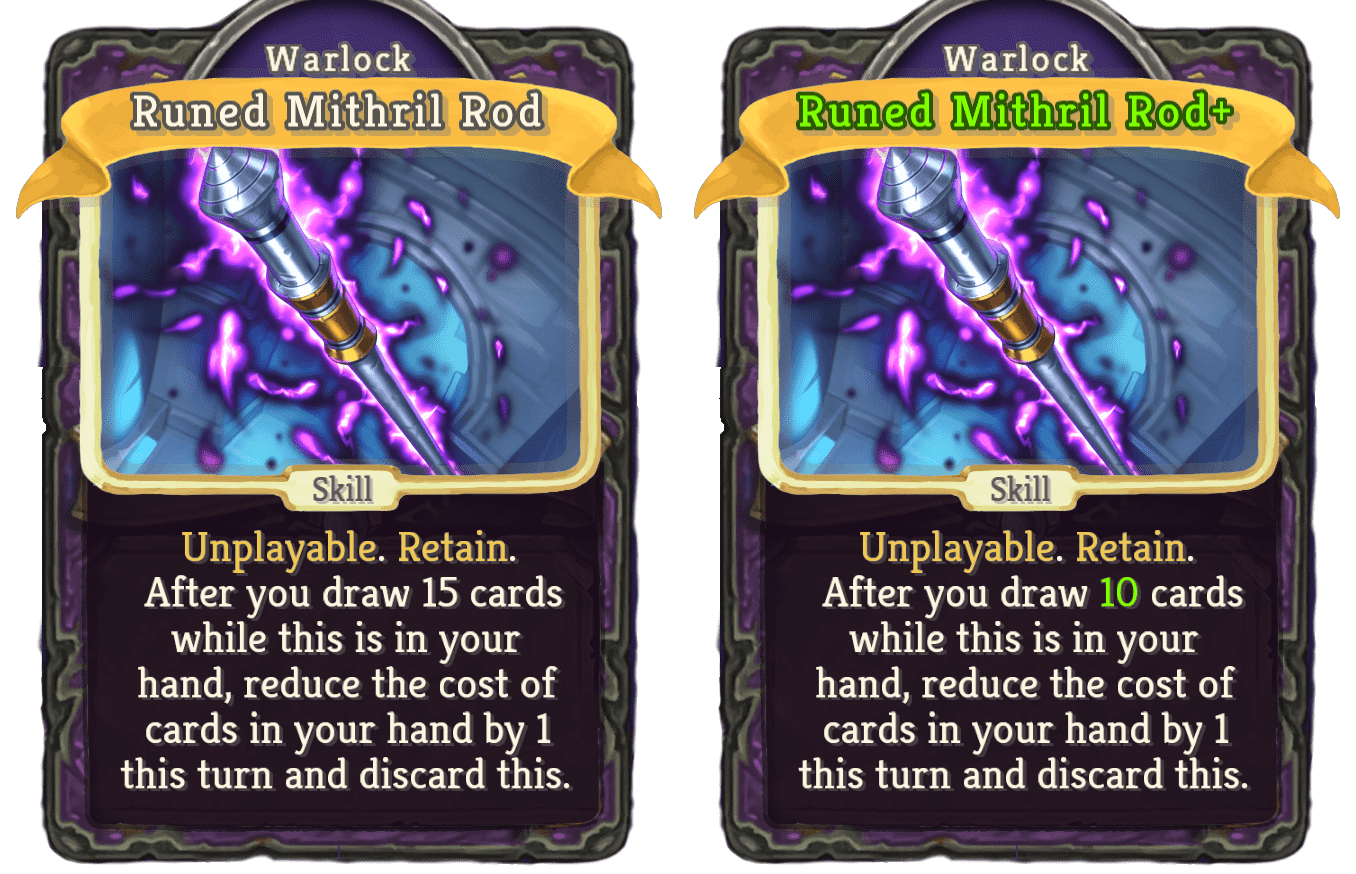 Warlock
Runed Mithril Rod
Skill
Unplayable. Retain.
After you draw 15 cards
while this is in your
hand, reduce the cost of
cards in your hand by 1
this turn and discard this.
Warlock
Runed Mithril Rod+
Skill
Unplayable. Retain.
After you draw 10 cards
while this is in your
hand, reduce the cost of
cards in your hand by 1
this turn and discard this.